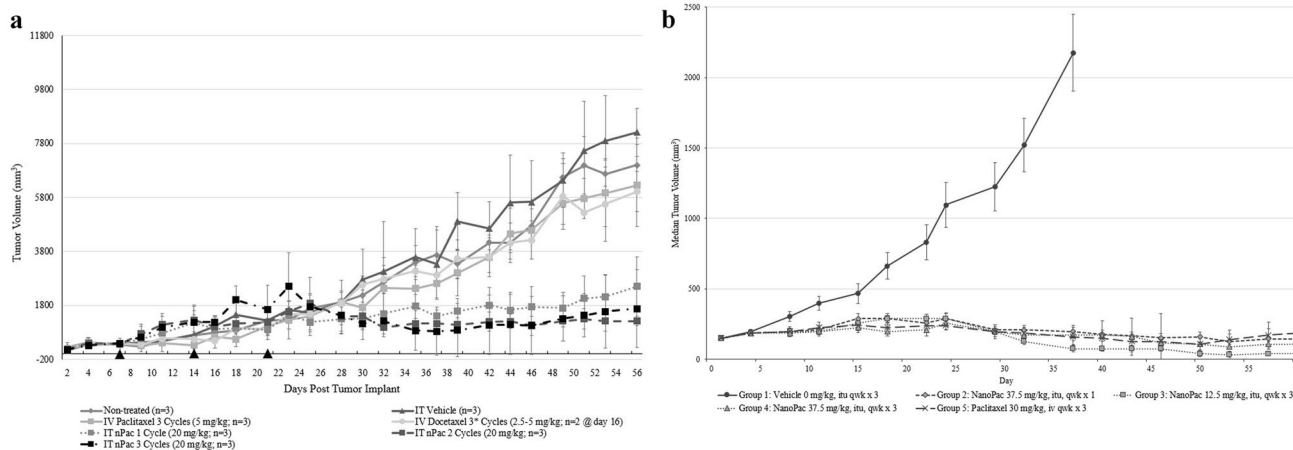 a
11800
9800
7800
5800
3800
1800
-200
Tumor Volume (mm³)
2 4 6 7 8 9 10 11 12 13 14 16 18 20 21 22 24 26 28 30 32 34 36 38 40 42 44 46 48 50 52 54 56
Days Post Tumor Implant
Non-treated (n=3)
IT Vehicle (n=3)
IV Paclitaxel 3 Cycles (5 mg/kg; n=3)
IV Docetaxel 3* Cycles (2.5-5 mg/kg; n=2 @ day 16)
IT nPac 1 Cycle (20 mg/kg; n=3)
IT nPac 2 Cycles (20 mg/kg; n=3)
IT nPac 3 Cycles (20 mg/kg; n=3)
b
2500
2000
1500
1000
500
0
Median Tumor Volume (mm³)
0 5 10 15 20 25 30 35 40 45 50 55 60
Day
Group 1: Vehicle 0 mg/kg, itu qwk x 3
Group 2: NanoPac 37.5 mg/kg, itu qwk x 1
Group 3: NanoPac 12.5 mg/kg, itu, qwk x 3
Group 4: NanoPac 37.5 mg/kg, itu, qwk x 3
Group 5: Paclitaxel 30 mg/kg, iv qwk x 3